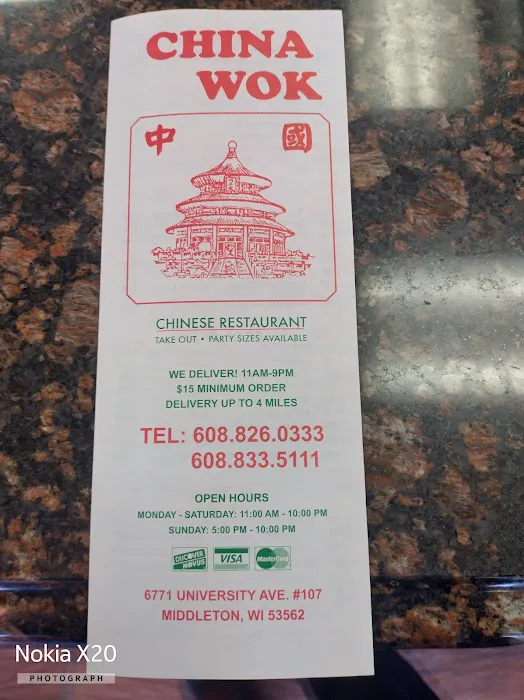 CHINA
WOK
中 國
CHINESE RESTAURANT
TAKE OUT • PARTY SIZES AVAILABLE
WE DELIVER! 11AM-9PM
$15 MINIMUM ORDER
DELIVERY UP TO 4 MILES
TEL: 608.826.0333
608.833.5111
OPEN HOURS
MONDAY - SATURDAY: 11:00 AM - 10:00 PM
SUNDAY: 5:00 PM - 10:00 PM
DISCOVER NOVUS VISA MasterCard
6771 UNIVERSITY AVE. #107
MIDDLETON, WI 53562
Nokia X20
PHOTOGRAPH